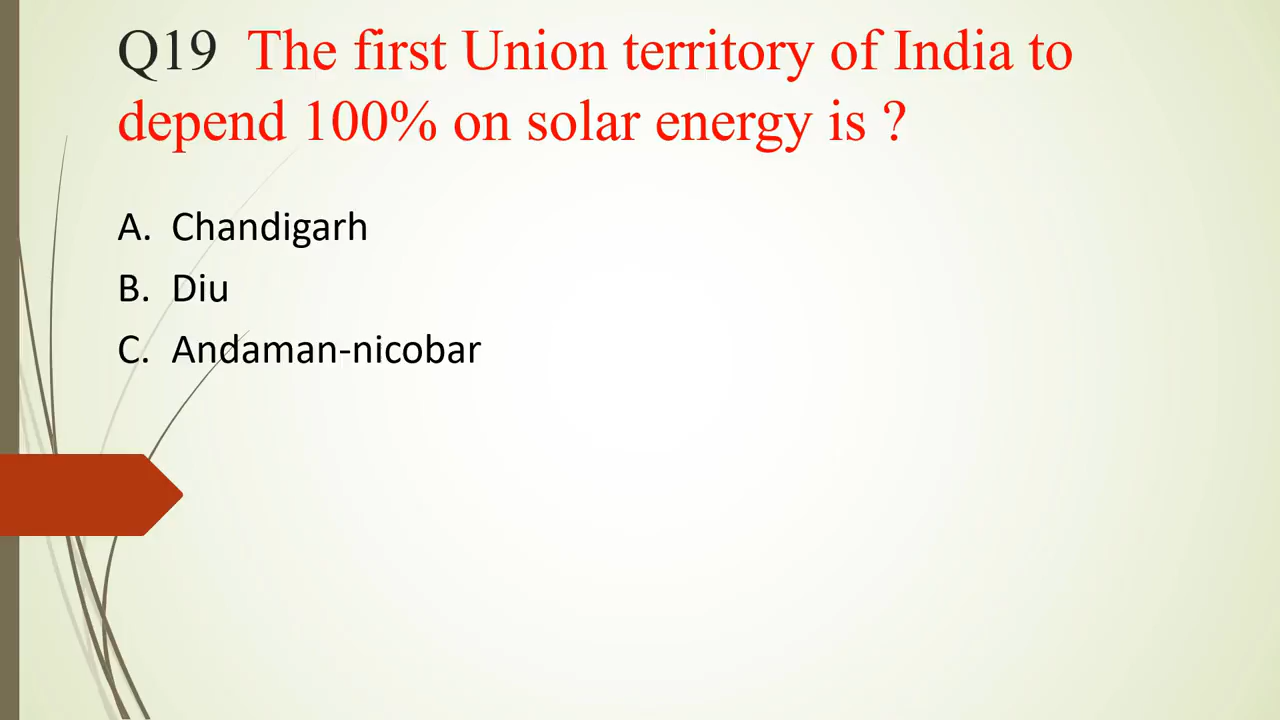 Q19 The first Union territory of India to
depend 100% on solar energy is ?
A. Chandigarh
B. Diu
C. Andaman-nicobar